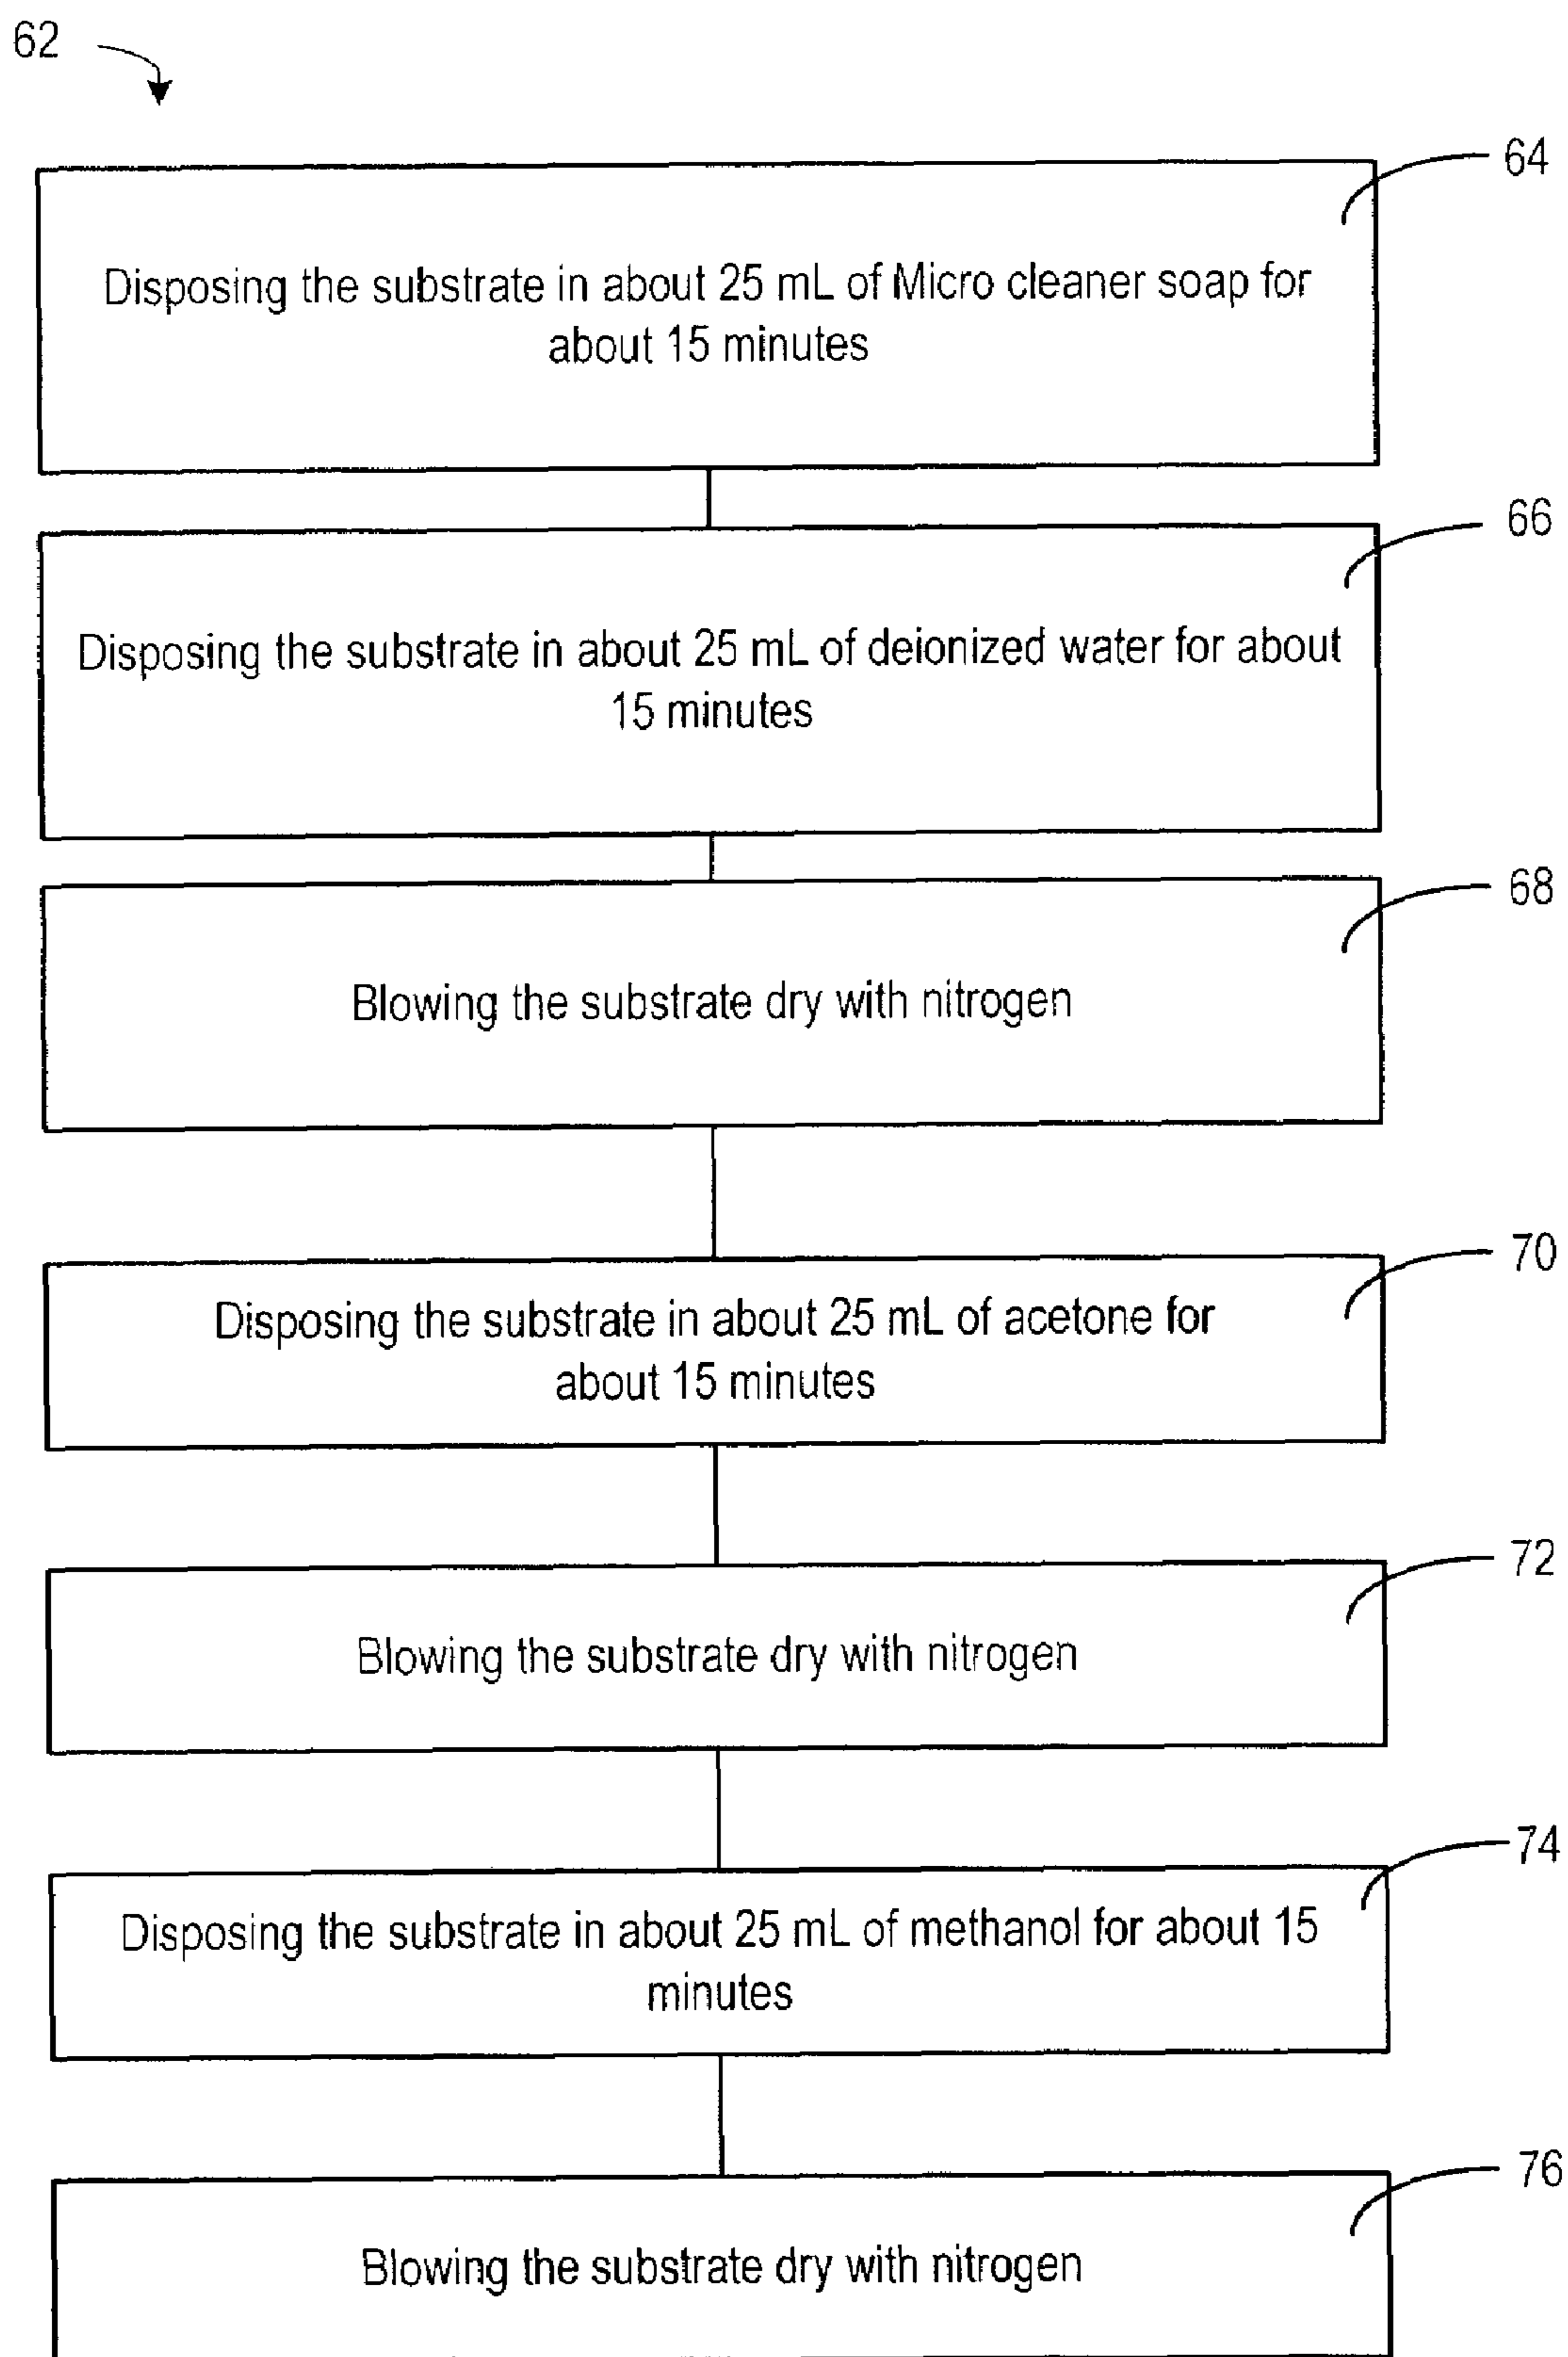 62
64
Disposing the substrate in about 25 mL of Micro cleaner soap for
about 15 minutes
66
Disposing the substrate in about 25 mL of deionized water for about
15 minutes
68
Blowing the substrate dry with nitrogen
70
Disposing the substrate in about 25 mL of acetone for
about 15 minutes
72
Blowing the substrate dry with nitrogen
74
Disposing the substrate in about 25 mL of methanol for about 15
minutes
76
Blowing the substrate dry with nitrogen